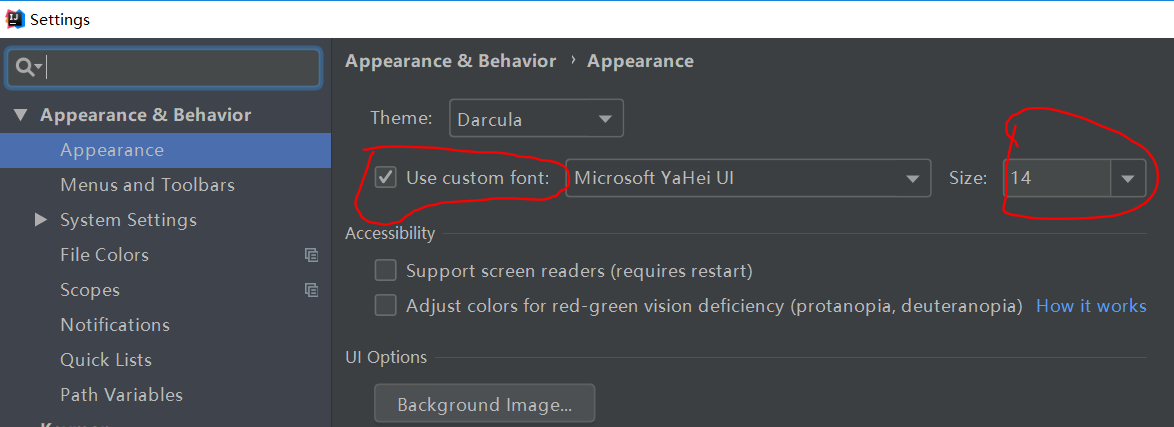 Settings
Appearance & Behavior › Appearance
Appearance & Behavior
Theme: Darcula
Appearance
Use custom font: Microsoft YaHei UI Size: 14
Menus and Toolbars
System Settings
Accessibility
File Colors
Support screen readers (requires restart)
Scopes
Adjust colors for red-green vision deficiency (protanopia, deuteranopia) How it works
Notifications
Quick Lists
UI Options
Path Variables
Background Image...